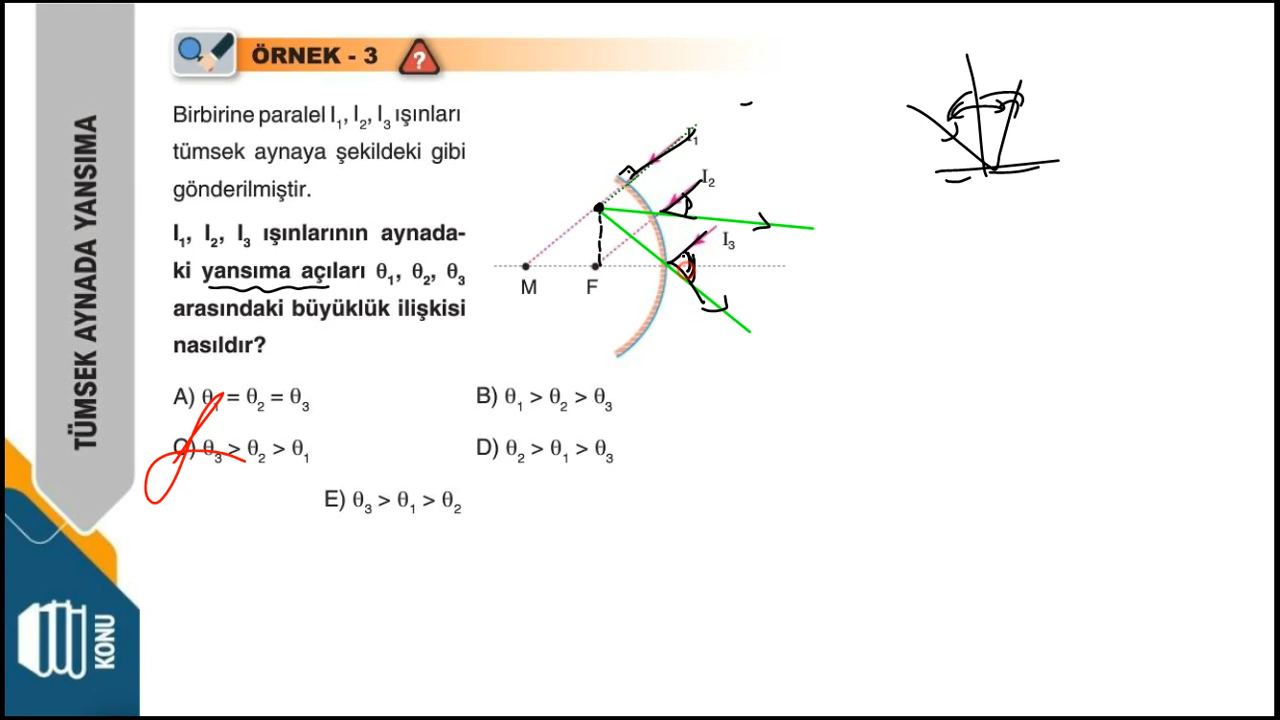 TÜMSEK AYNADA YANSIMA
KONU
ÖRNEK - 3
?
Birbirine paralel I₁, I₂, I₃ ışınları
tümsek aynaya şekildeki gibi
gönderilmiştir.
I₁, I₂, I₃ ışınlarının aynada-
ki yansıma açıları θ₁, θ₂, θ₃
arasındaki büyüklük ilişkisi
nasıldır?
I₁
I₂
I₃
M F
A) θ₁ = θ₂ = θ₃ B) θ₁ > θ₂ > θ₃
C) θ₃ > θ₂ > θ₁ D) θ₂ > θ₁ > θ₃
E) θ₃ > θ₁ > θ₂